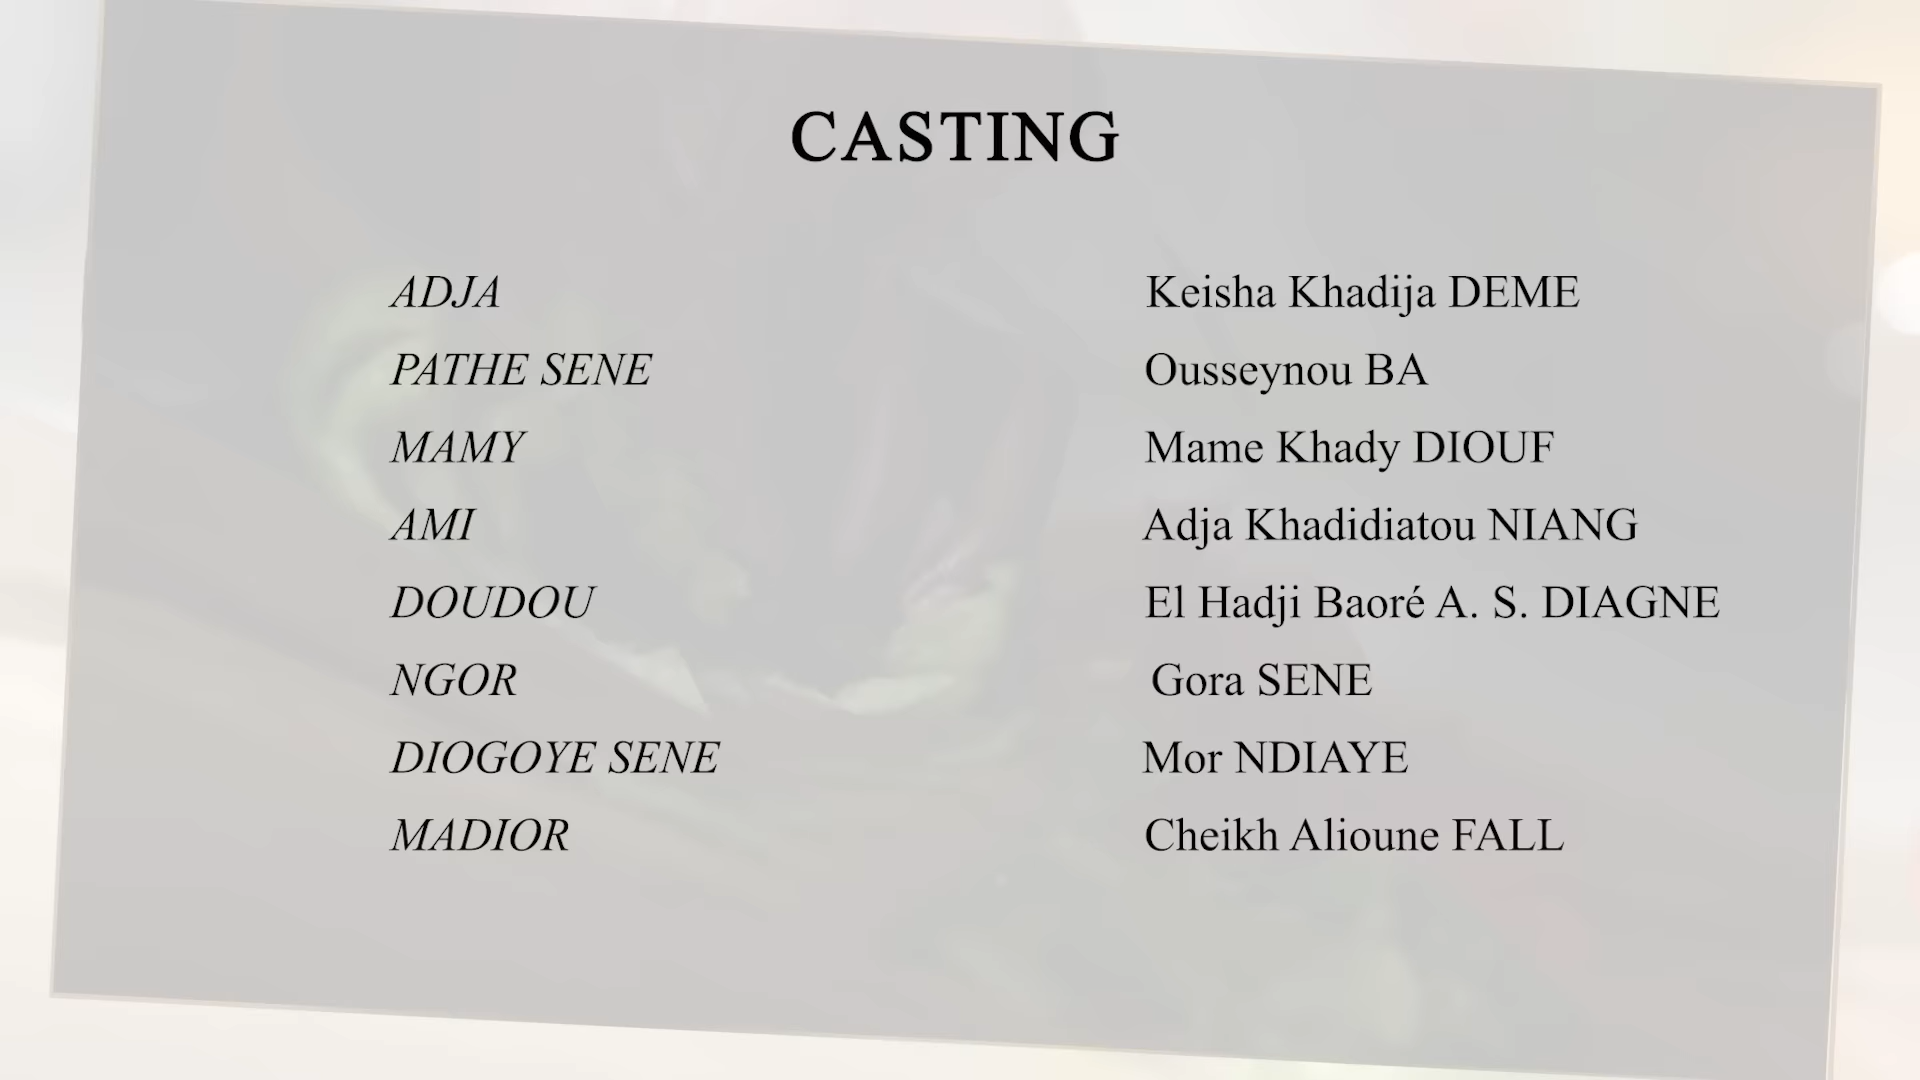 CASTING
ADJA Keisha Khadija DEME
PATHE SENE Ousseynou BA
MAMY Mame Khady DIOUF
AMI Adja Khadidiatou NIANG
DOUDOU El Hadji Baoré A. S. DIAGNE
NGOR Gora SENE
DIOGOYE SENE Mor NDIAYE
MADIOR Cheikh Alioune FALL